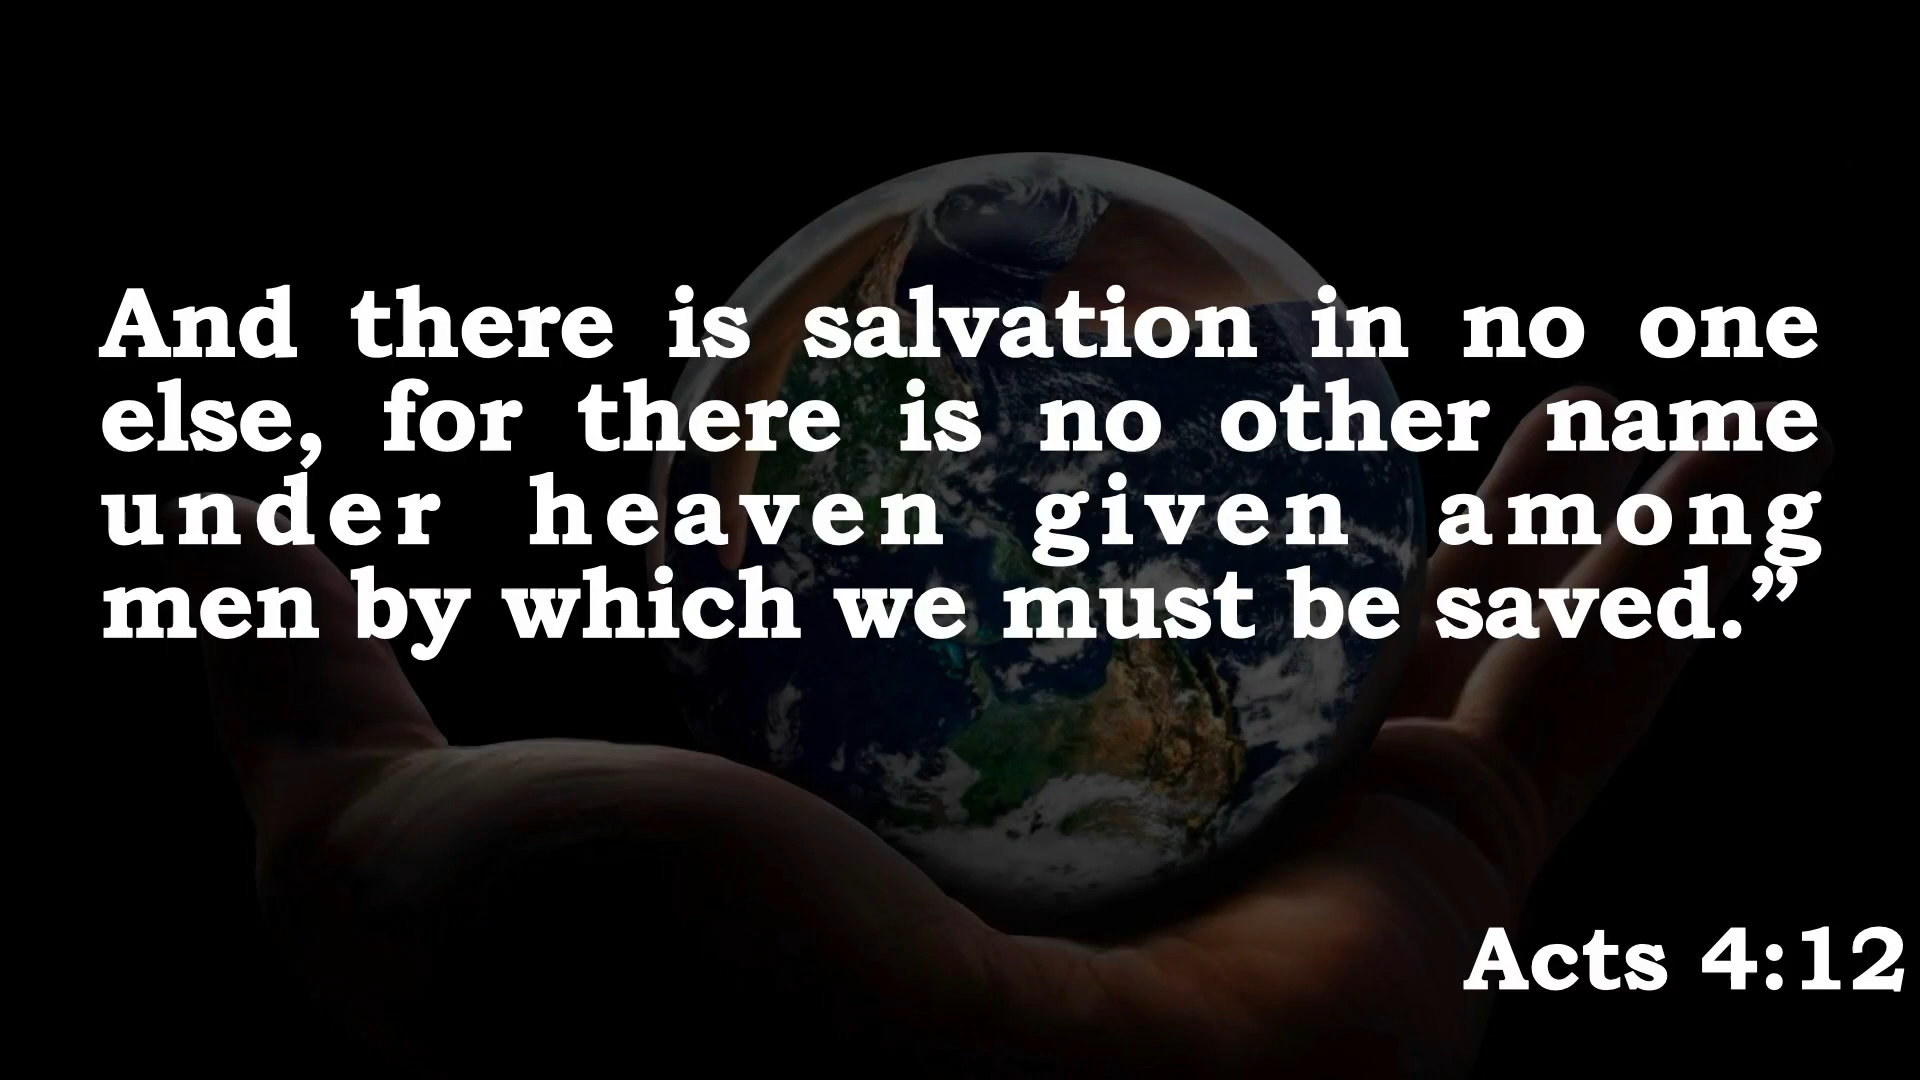 And there is salvation in no one
else, for there is no other name
under heaven given among
men by which we must be saved.”
Acts 4:12